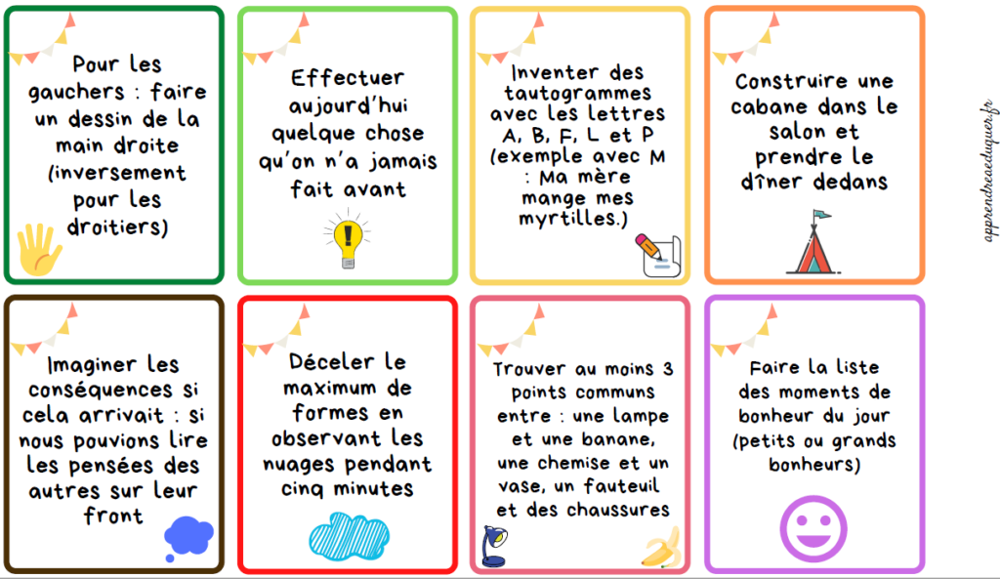 Pour les
gauchers : faire
un dessin de la
main droite
(inversement
pour les
droitiers)
Effectuer
aujourd'hui
quelque chose
qu'on n'a jamais
fait avant
Inventer des
tautogrammes
avec les lettres
A, B, F, L et P
(exemple avec M
: Ma mère
mange mes
myrtilles.)
Construire une
cabane dans le
salon et
prendre le
dîner dedans
Imaginer les
conséquences si
cela arrivait : si
nous pouvions lire
les pensées des
autres sur leur
front
Déceler le
maximum de
formes en
observant les
nuages pendant
cinq minutes
Trouver au moins 3
points communs
entre : une lampe
et une banane,
une chemise et un
vase, un fauteuil
et des chaussures
Faire la liste
des moments de
bonheur du jour
(petits ou grands
bonheurs)
apprendreaeduquer.fr